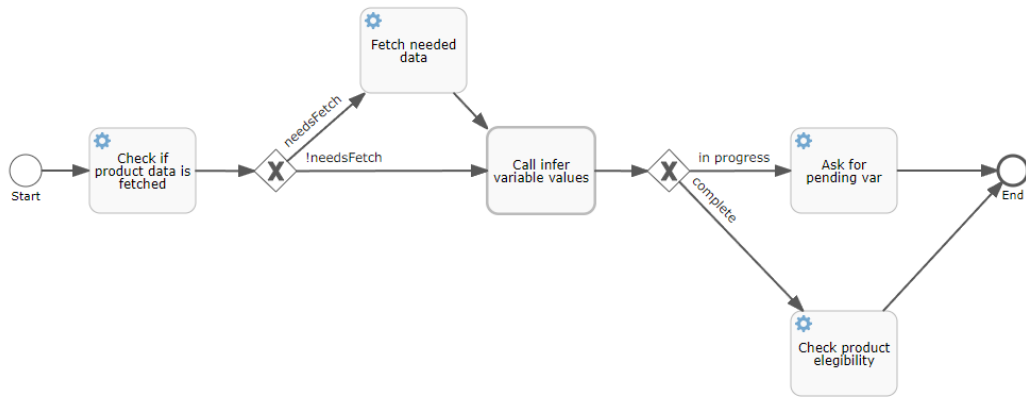 Fetch needed
data
needsFetch
!needsFetch
Check if
product data is
fetched
Start
Call infer
variable values
in progress
complete
Ask for
pending var
End
Check product
elegibility